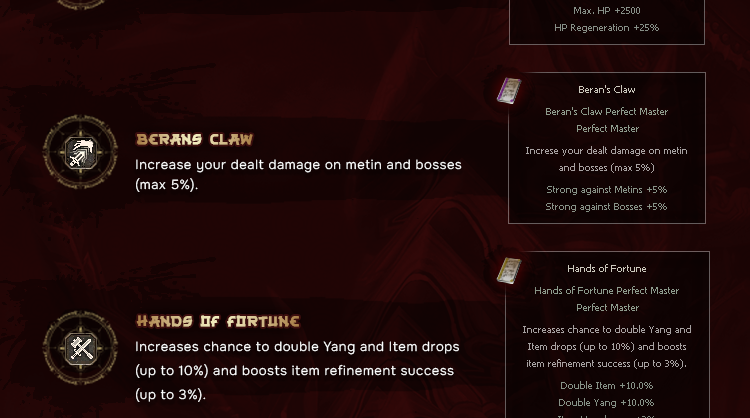 Max. HP +2500
HP Regeneration +25%
BERANS CLAW
Increase your dealt damage on metin and bosses
(max 5%).
Beran's Claw
Beran's Claw Perfect Master
Perfect Master
Increse your dealt damage on metin
and bosses (max 5%)
Strong against Metins +5%
Strong against Bosses +5%
HANDS OF FORTUNE
Increases chance to double Yang and Item drops
(up to 10%) and boosts item refinement success
(up to 3%).
Hands of Fortune
Hands of Fortune Perfect Master
Perfect Master
Increases chance to double Yang and
Item drops (up to 10%) and boosts
item refinement success (up to 3%).
Double Item +10.0%
Double Yang +10.0%